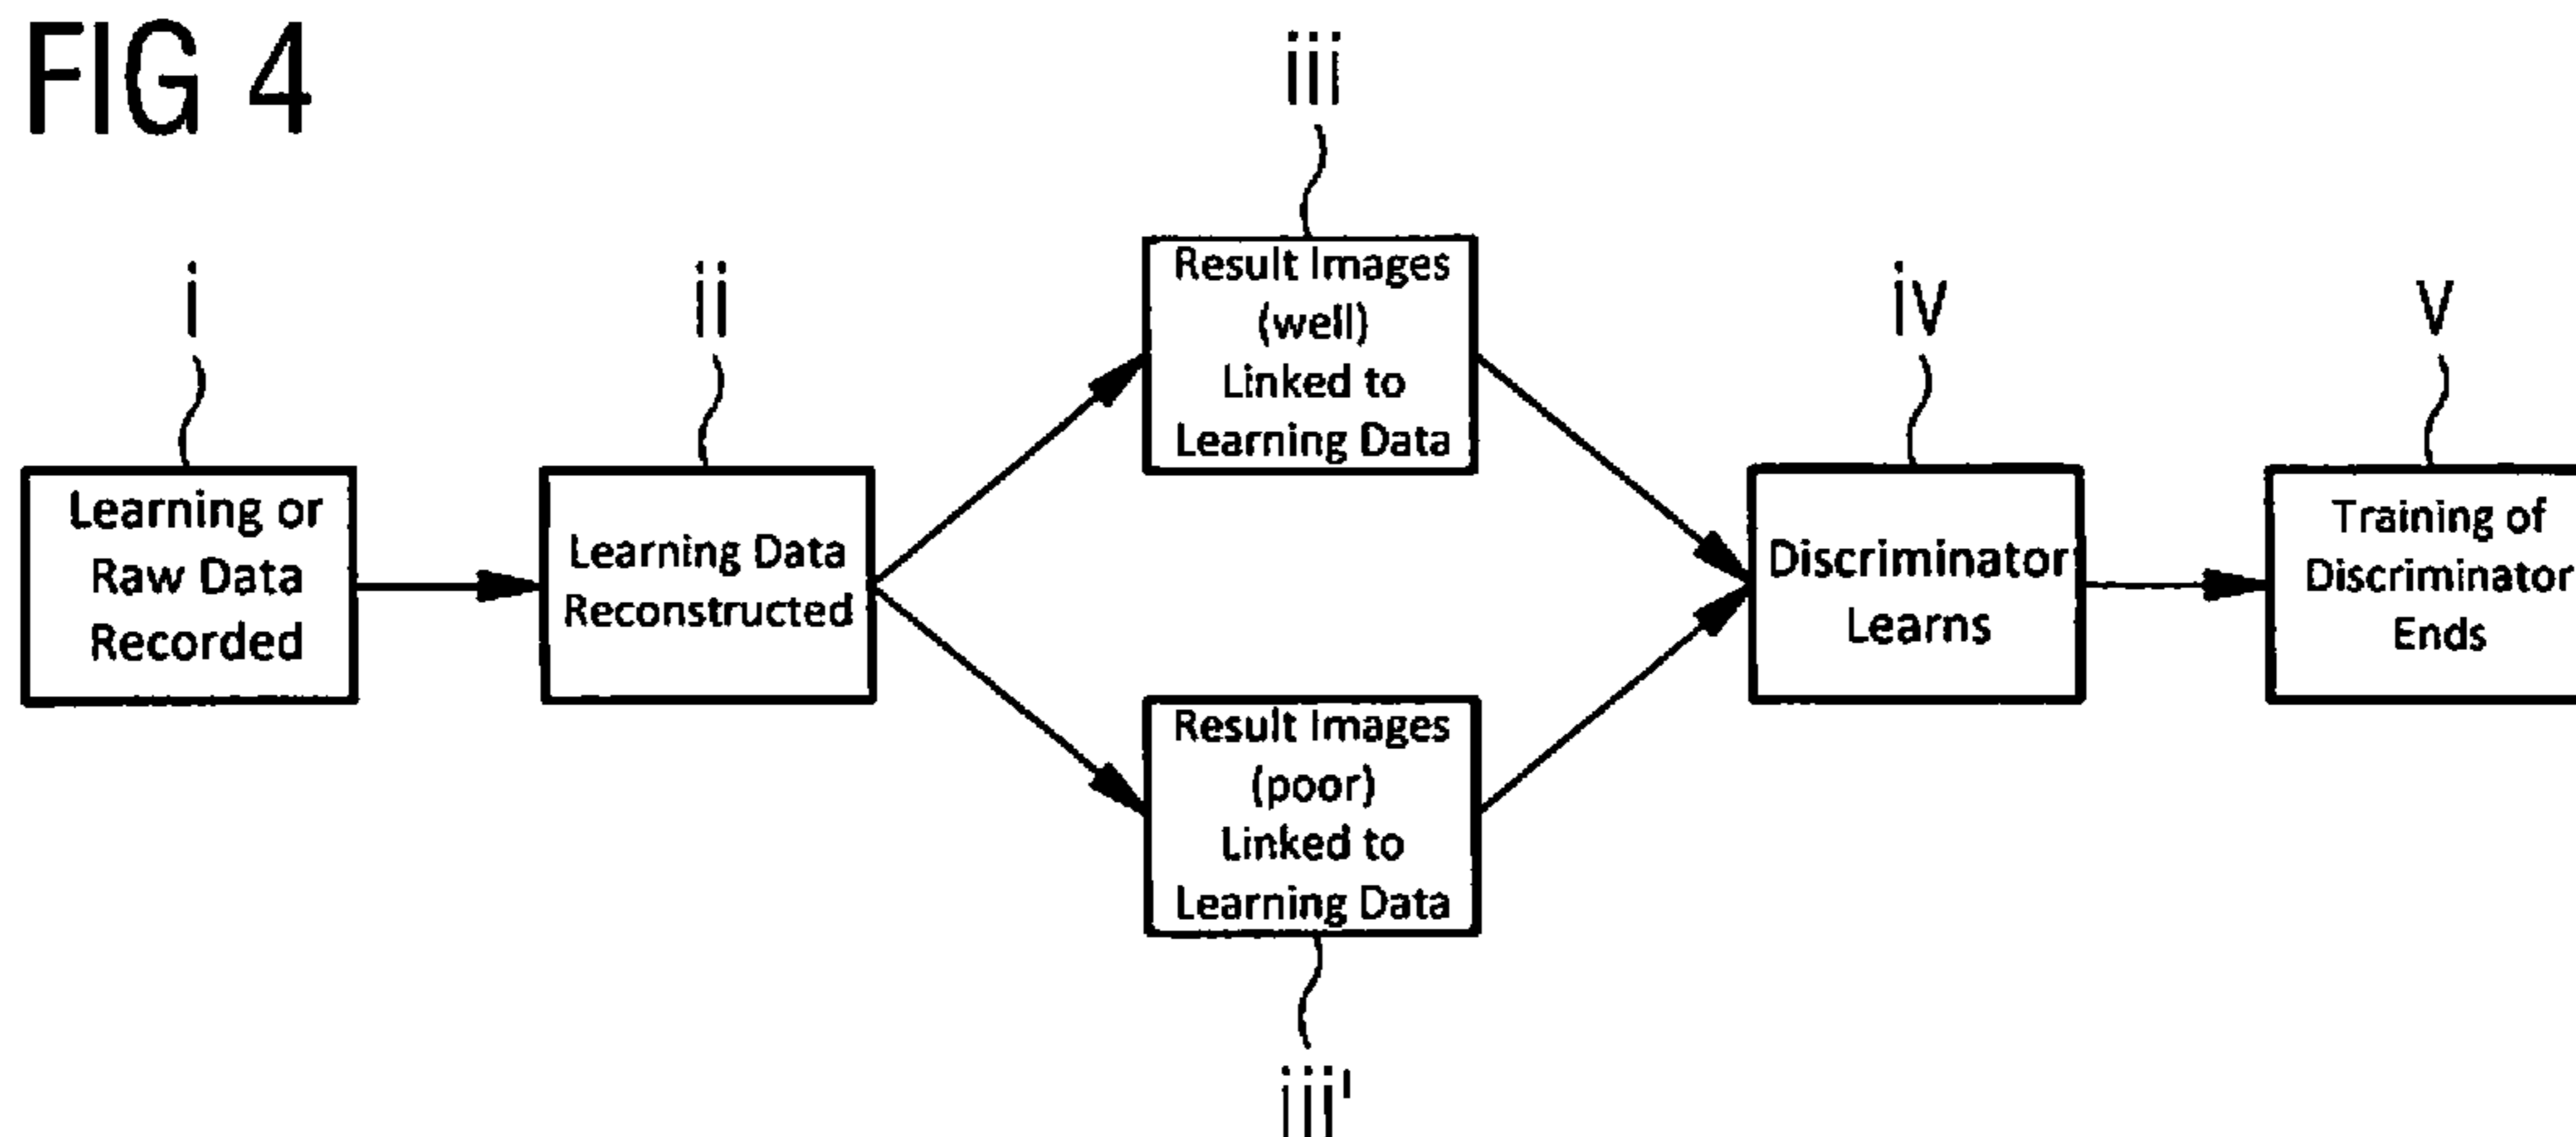 FIG 4
i
Learning or
Raw Data
Recorded
ii
Learning Data
Reconstructed
iii
Result Images
(well)
Linked to
Learning Data
Result Images
(poor)
Linked to
Learning Data
iii'
iv
Discriminator
Learns
v
Training of
Discriminator
Ends